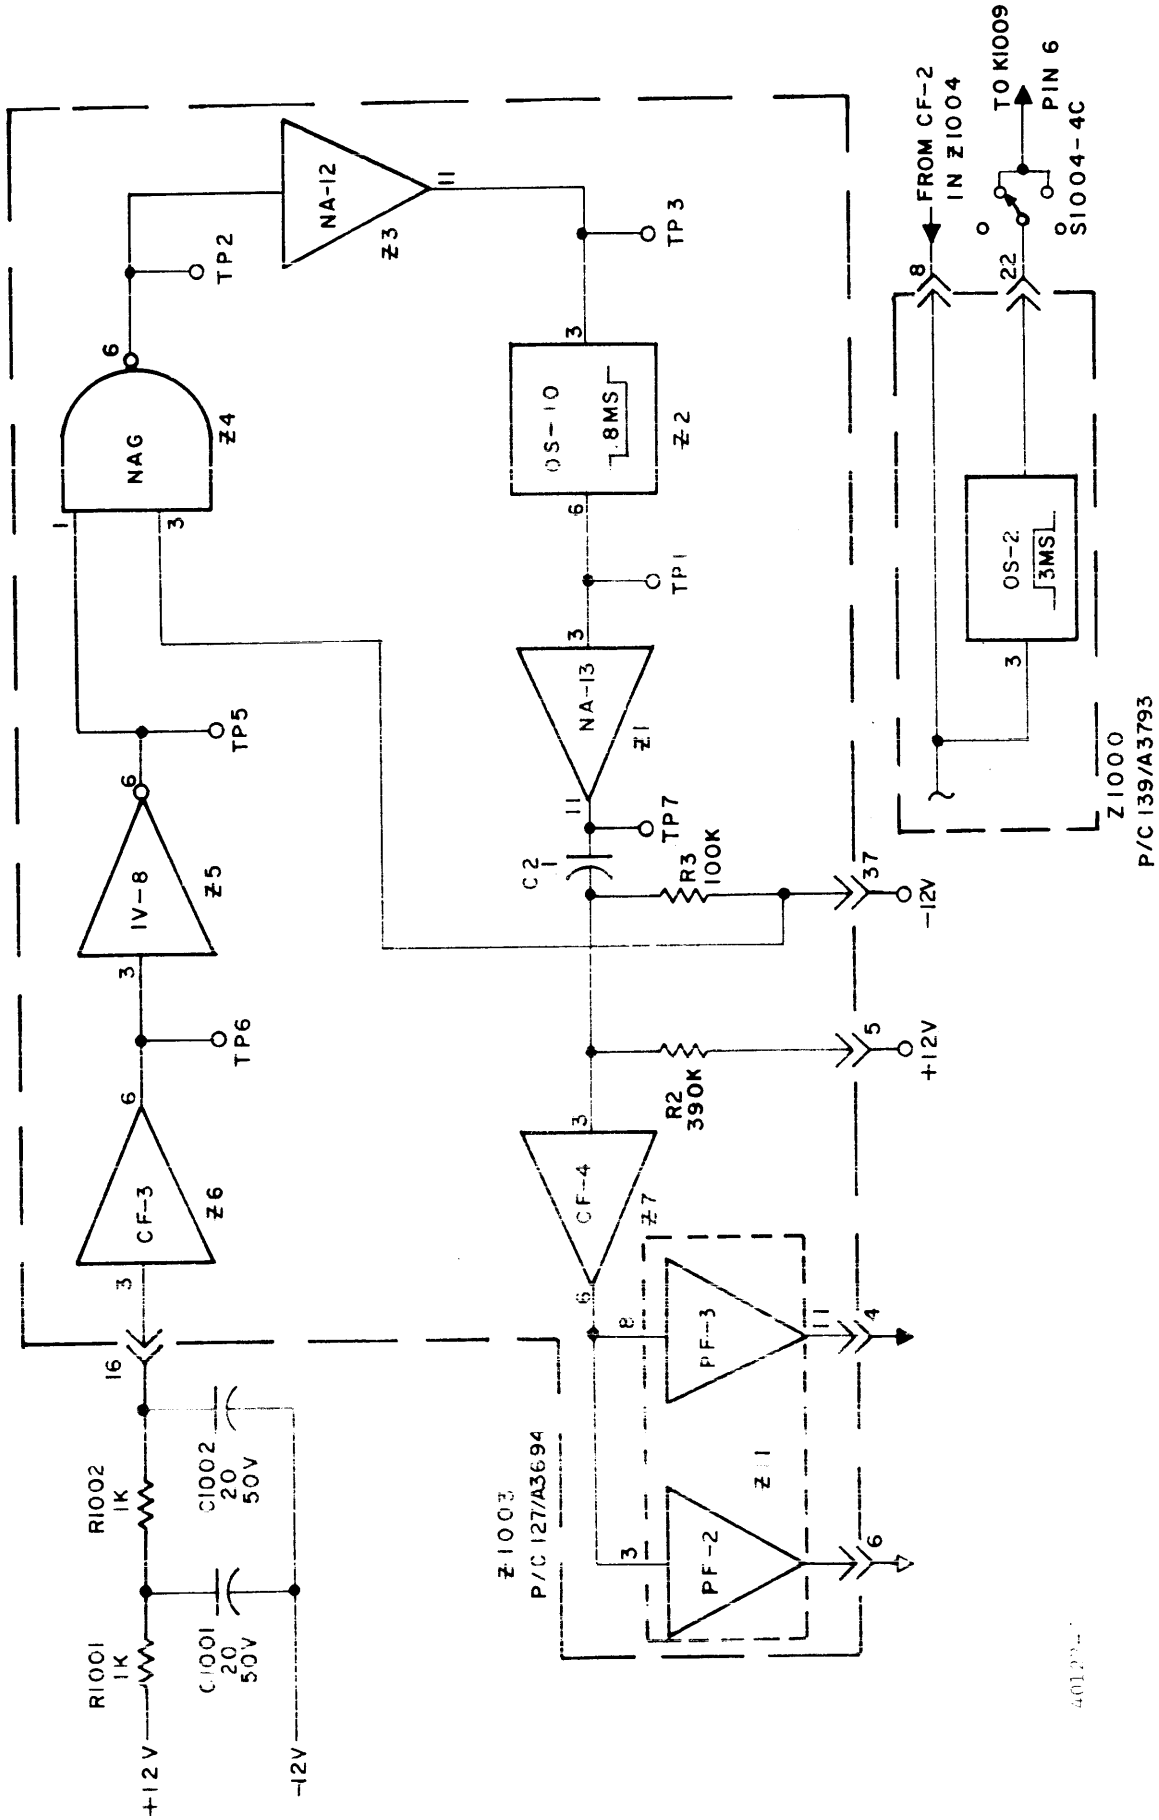 +12V
R1001
1K
C1001
20
50V
-12V
R1002
1K
C1002
20
50V
16
3
CF-3
Z6
6
TP6
3
IV-8
Z5
6
TP5
1
3
NAG
Z4
6
TP2
NA-12
Z3
11
TP3
3
OS-10
.8MS
Z2
6
TP1
3
NA-13
Z1
11
TP7
C2
.1
R3
100K
37
-12V
R2
390K
5
+12V
3
CF-4
Z7
6
8
PF-3
11
4
3
PF-2
6
Z11
P/C 127/A3694
8
FROM CF-2
IN Z1004
22
TO K1009
PIN 6
S1004-4C
OS-2
3MS
3
Z1000
P/C 139/A3793